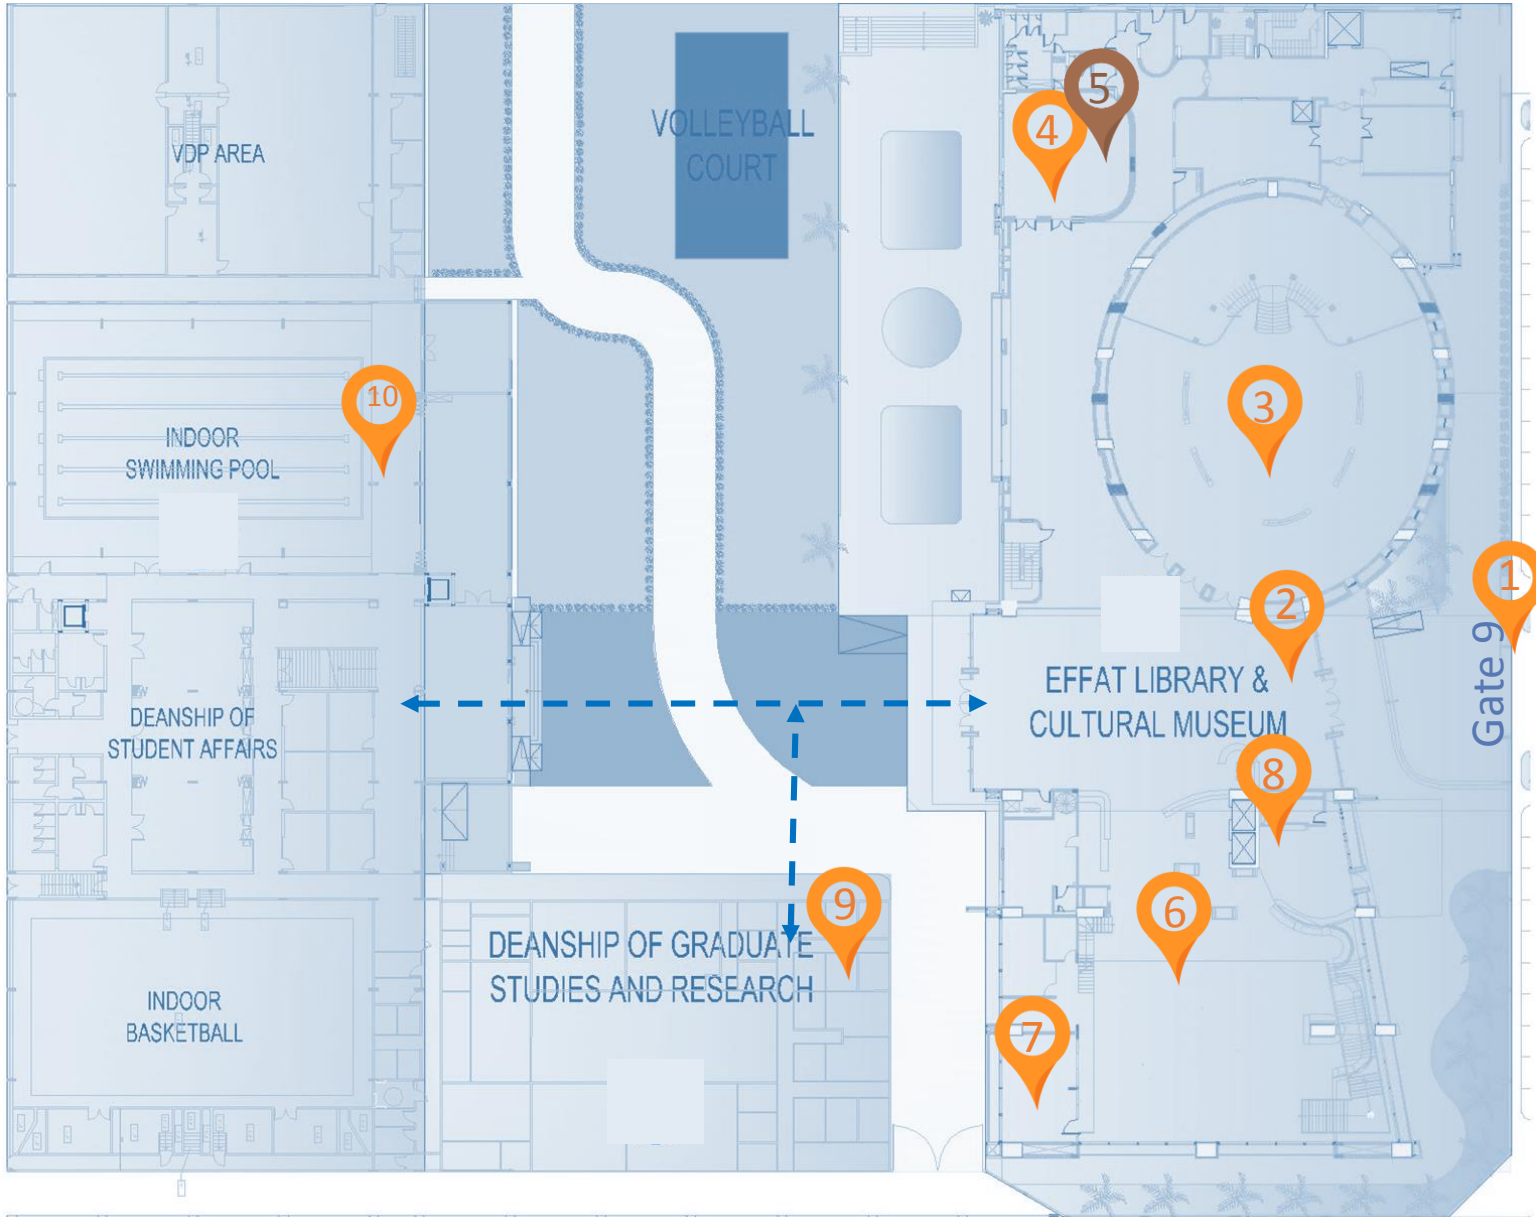 5
4
VOLLEYBALL
COURT
VDP AREA
3
10
INDOOR
SWIMMING POOL
1
2
Gate 9
EFFAT LIBRARY &
CULTURAL MUSEUM
DEANSHIP OF
STUDENT AFFAIRS
8
9
6
DEANSHIP OF GRADUATE
STUDIES AND RESEARCH
INDOOR
BASKETBALL
7